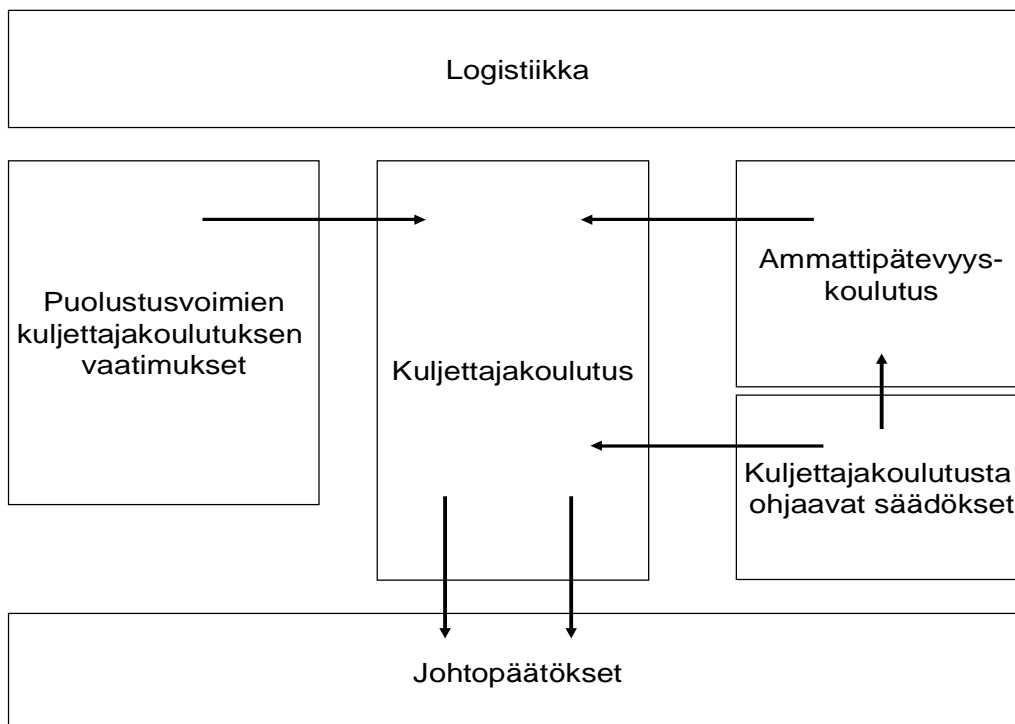 Logistiikka
Puolustusvoimien
kuljettajakoulutuksen
vaatimukset
Kuljettajakoulutus
Ammattipätevyys-
koulutus
Kuljettajakoulutusta
ohjaavat säädökset
Johtopäätökset